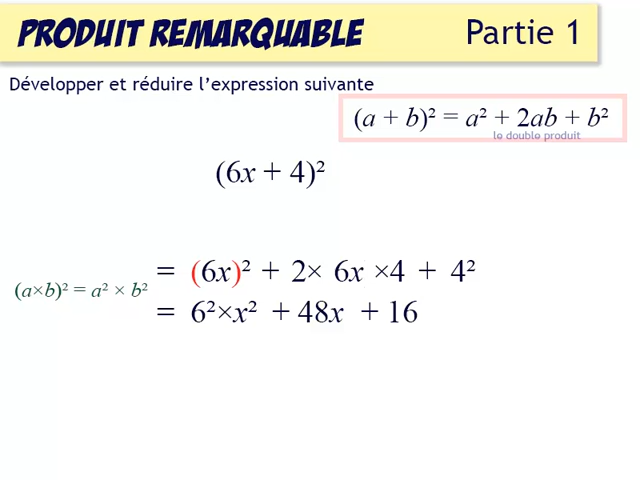 PRODUIT REMARQUABLE Partie 1
Développer et réduire l'expression suivante
(a + b)² = a² + 2ab + b²
le double produit
(6x + 4)²
= (6x)² + 2× 6x ×4 + 4²
(a×b)² = a² × b²
= 6²×x² + 48x + 16